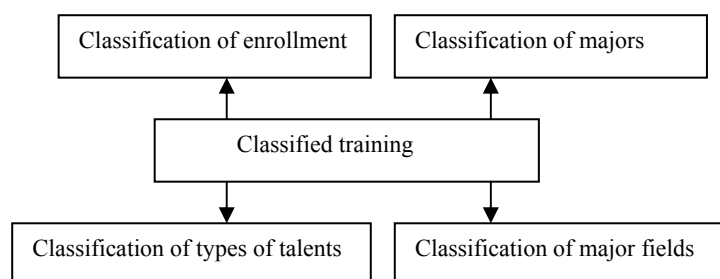 Classification of enrollment
Classification of majors
Classified training
Classification of types of talents
Classification of major fields